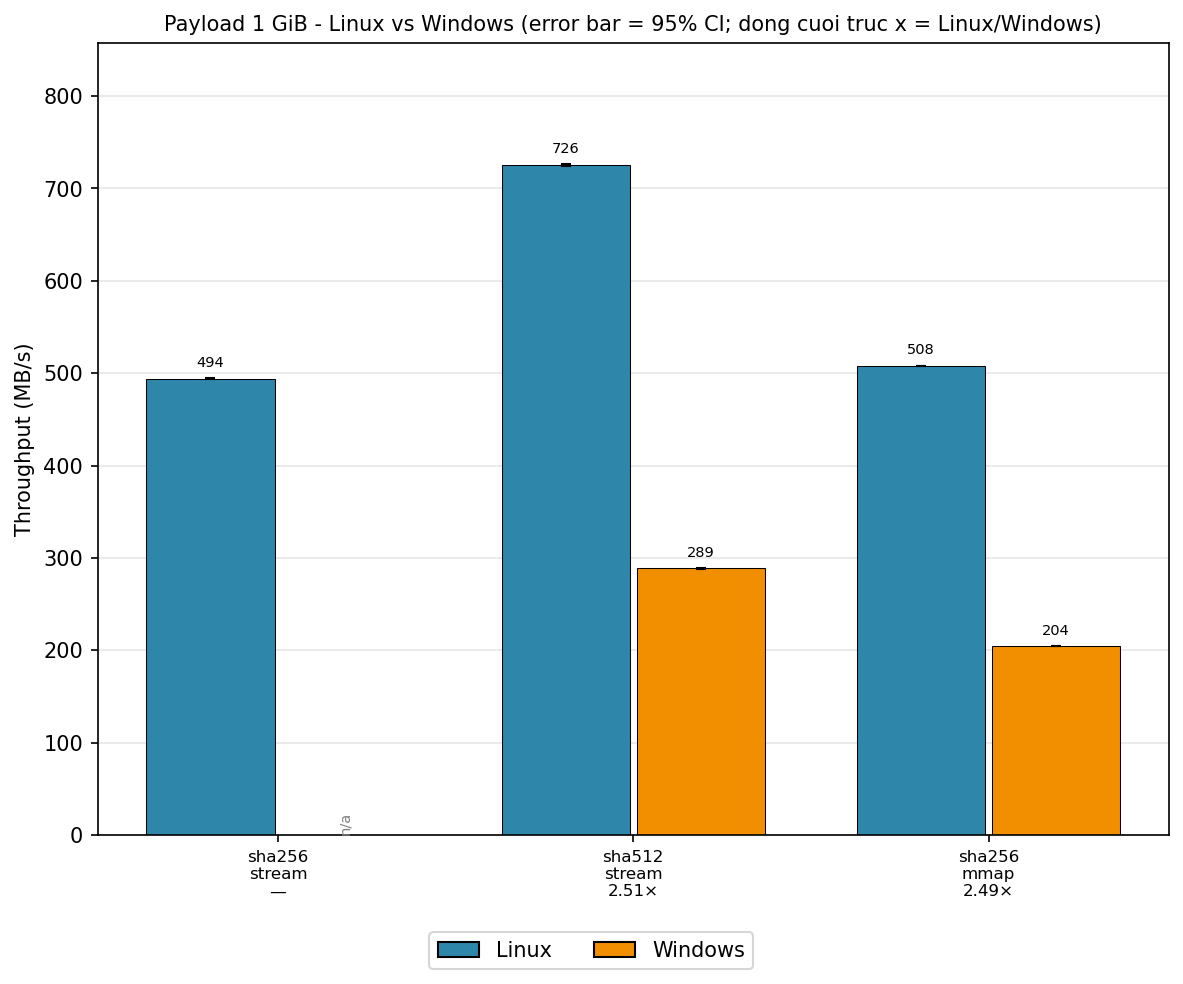 Payload 1 GiB - Linux vs Windows (error bar = 95% CI; dong cuoi truc x = Linux/Windows)
Throughput (MB/s)
800
700
600
500
400
300
200
100
0
494
n/a
726
289
508
204
sha256
stream
—
sha512
stream
2.51×
sha256
mmap
2.49×
Linux
Windows